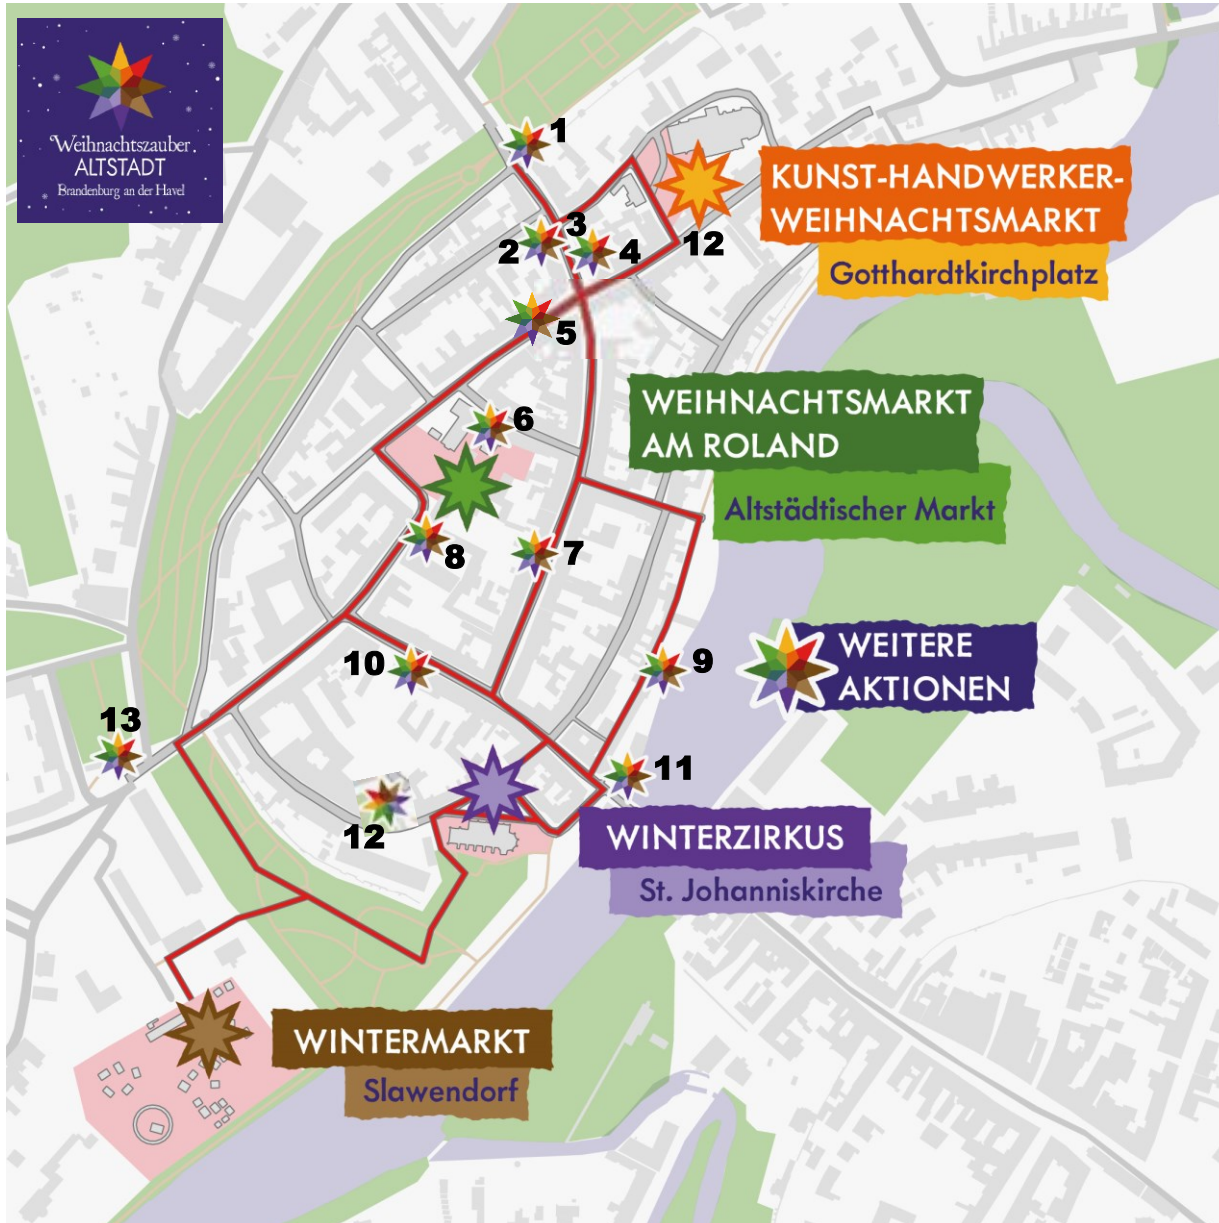 Weihnachtszauber
ALTSTADT
Brandenburg an der Havel
1
KUNST-HANDWERKER-
WEIHNACHTSMARKT
Gotthardtkirchplatz
2
3
4
12
5
WEIHNACHTSMARKT
AM ROLAND
Altstädtischer Markt
6
8
7
WEITERE
AKTIONEN
10
9
13
11
12
WINTERZIRKUS
St. Johanniskirche
WINTERMARKT
Slawendorf